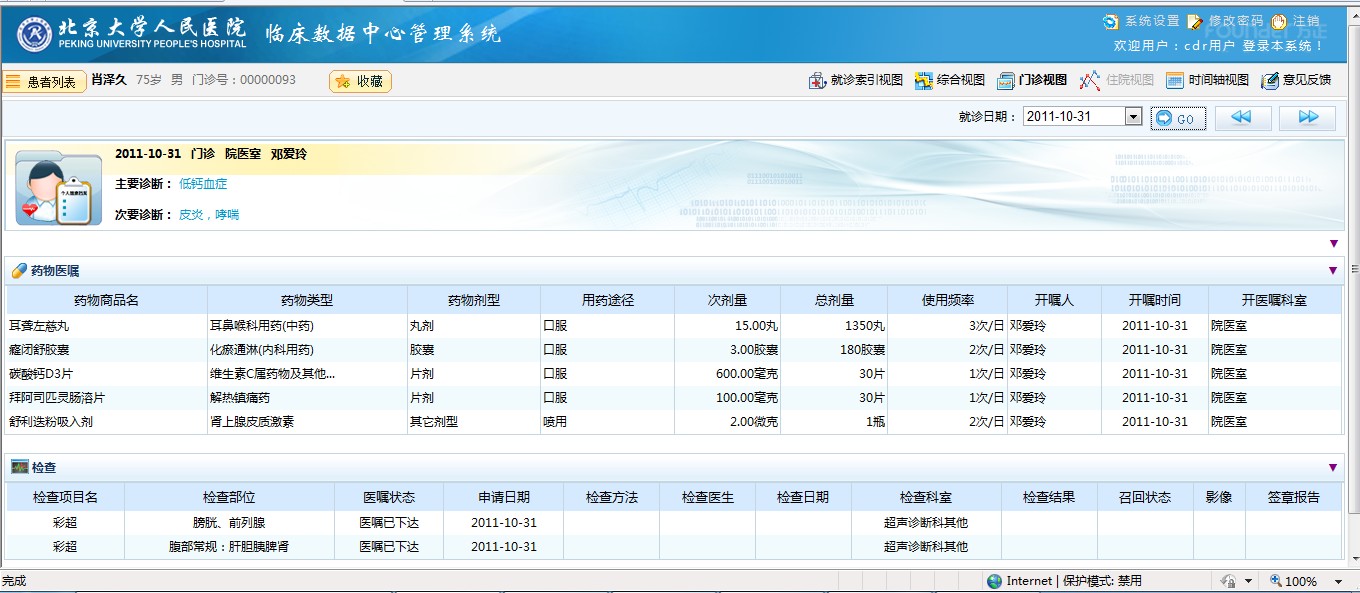 北京大学人民医院 临床数据中心管理系统
PEKING UNIVERSITY PEOPLE'S HOSPITAL
系统设置 修改密码 注销
Founder 方正
欢迎用户：cdr用户 登录本系统！
患者列表 肖泽久 75岁 男 门诊号：00000093 收藏 就诊索引视图 综合视图 门诊视图 住院视图 时间轴视图 意见反馈
就诊日期： 2011-10-31 GO
2011-10-31 门诊 院医室 邓爱玲
主要诊断： 低钙血症
次要诊断： 皮炎，哮喘
药物医嘱
药物商品名 药物类型 药物剂型 用药途径 次剂量 总剂量 使用频率 开嘱人 开嘱时间 开医嘱科室
耳聋左慈丸 耳鼻喉科用药(中药) 丸剂 口服 15.00丸 1350丸 3次/日 邓爱玲 2011-10-31 院医室
癃闭舒胶囊 化瘀通淋(内科用药) 胶囊 口服 3.00胶囊 180胶囊 2次/日 邓爱玲 2011-10-31 院医室
碳酸钙D3片 维生素C属药物及其他... 片剂 口服 600.00毫克 30片 1次/日 邓爱玲 2011-10-31 院医室
拜阿司匹灵肠溶片 解热镇痛药 片剂 口服 100.00毫克 30片 1次/日 邓爱玲 2011-10-31 院医室
舒利迭粉吸入剂 肾上腺皮质激素 其它剂型 喷用 2.00微克 1瓶 2次/日 邓爱玲 2011-10-31 院医室
检查
检查项目名 检查部位 医嘱状态 申请日期 检查方法 检查医生 检查日期 检查科室 检查结果 召回状态 影像 签章报告
彩超 膀胱、前列腺 医嘱已下达 2011-10-31 超声诊断科其他
彩超 腹部常规：肝胆胰脾肾 医嘱已下达 2011-10-31 超声诊断科其他
完成 Internet | 保护模式: 禁用 100%